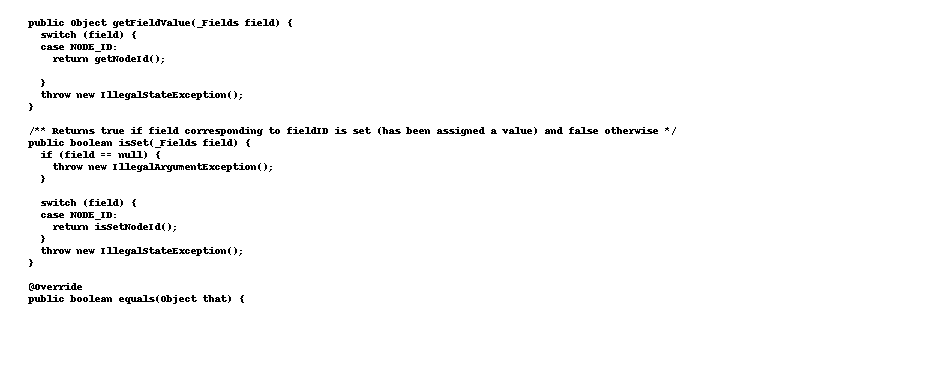 public Object getFieldValue(_Fields field) {
switch (field) {
case NODE_ID:
return getNodeId();
}
throw new IllegalStateException();
}
/** Returns true if field corresponding to fieldID is set (has been assigned a value) and false otherwise */
public boolean isSet(_Fields field) {
if (field == null) {
throw new IllegalArgumentException();
}
switch (field) {
case NODE_ID:
return isSetNodeId();
}
throw new IllegalStateException();
}
@Override
public boolean equals(Object that) {